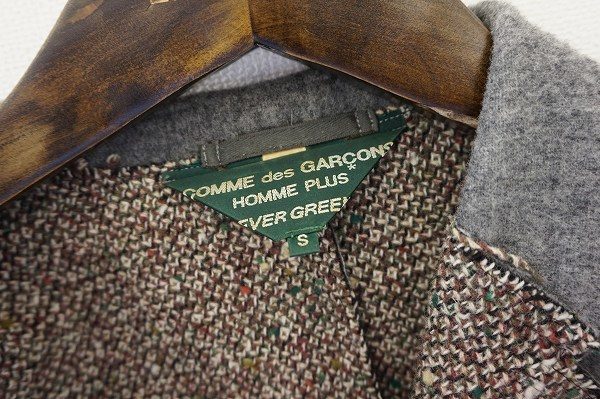 COMME des GARÇONS
HOMME PLUS*
EVER GREEN
S